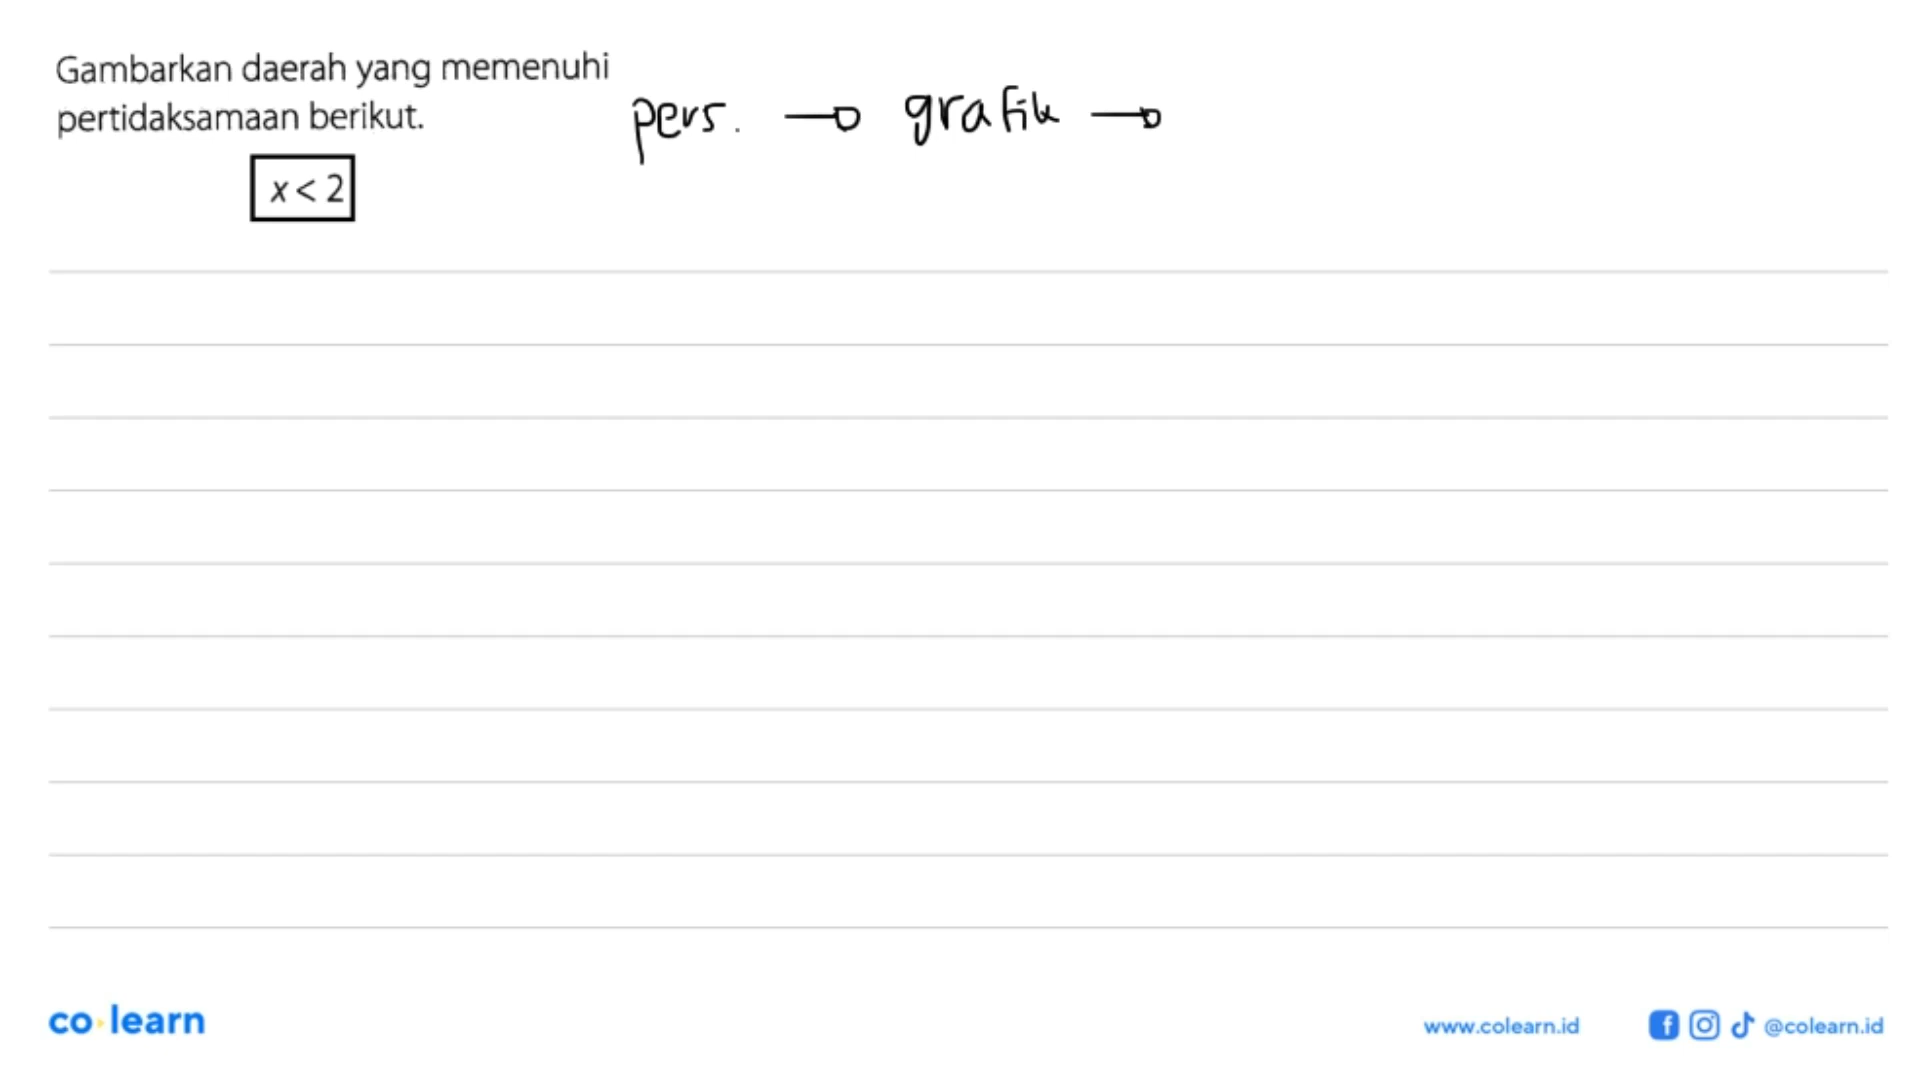 Gambarkan daerah yang memenuhi
pertidaksamaan berikut.
pers. → grafik →
x < 2
co learn
www.colearn.id
@colearn.id